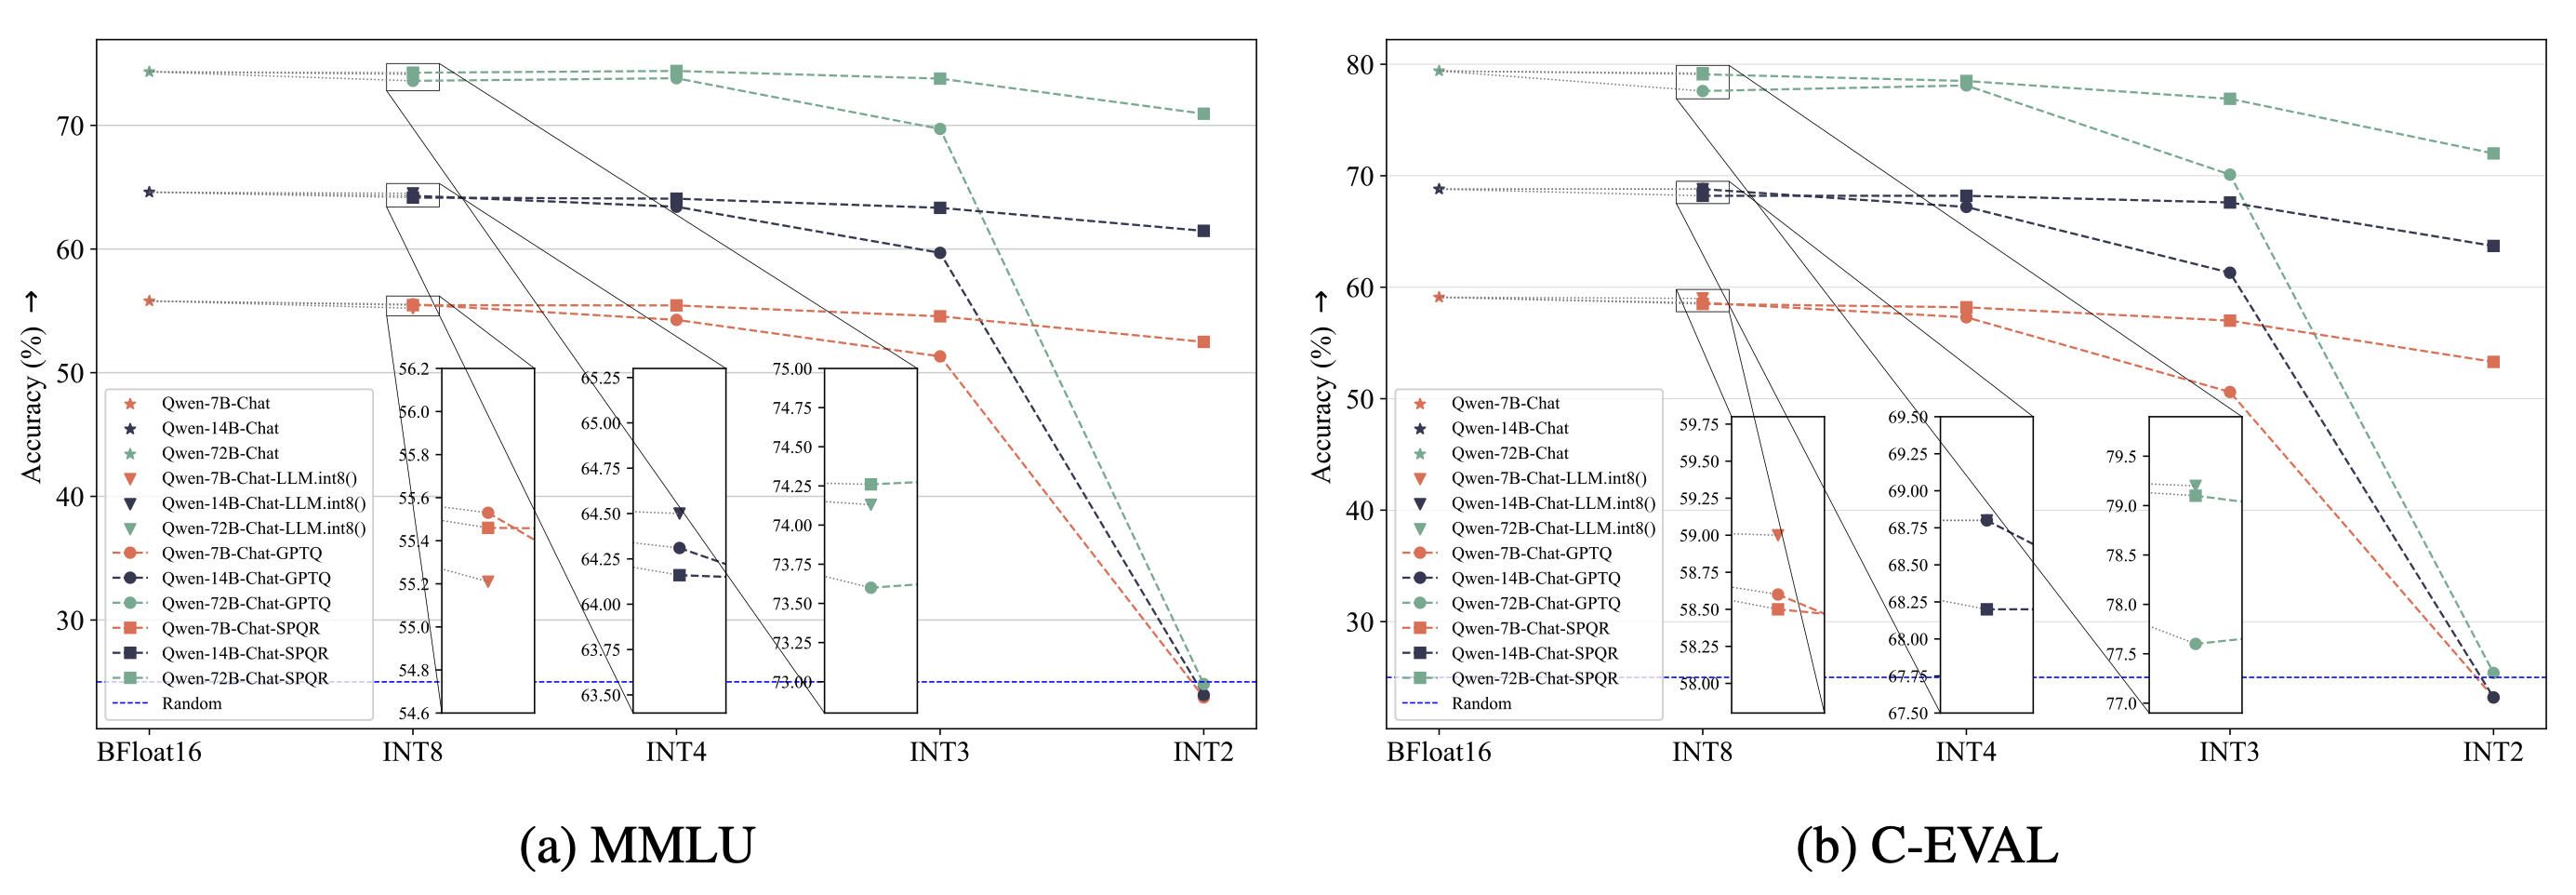 Accuracy (%) →
70
60
50
40
30
BFloat16
INT8
INT4
INT3
INT2
Qwen-7B-Chat
Qwen-14B-Chat
Qwen-72B-Chat
Qwen-7B-Chat-LLM.int8()
Qwen-14B-Chat-LLM.int8()
Qwen-72B-Chat-LLM.int8()
Qwen-7B-Chat-GPTQ
Qwen-14B-Chat-GPTQ
Qwen-72B-Chat-GPTQ
Qwen-7B-Chat-SPQR
Qwen-14B-Chat-SPQR
Qwen-72B-Chat-SPQR
Random
56.2
56.0
55.8
55.6
55.4
55.2
55.0
54.8
54.6
65.25
65.00
64.75
64.50
64.25
64.00
63.75
63.50
75.00
74.75
74.50
74.25
74.00
73.75
73.50
73.25
73.00
(a) MMLU
Accuracy (%) →
80
70
60
50
40
30
BFloat16
INT8
INT4
INT3
INT2
Qwen-7B-Chat
Qwen-14B-Chat
Qwen-72B-Chat
Qwen-7B-Chat-LLM.int8()
Qwen-14B-Chat-LLM.int8()
Qwen-72B-Chat-LLM.int8()
Qwen-7B-Chat-GPTQ
Qwen-14B-Chat-GPTQ
Qwen-72B-Chat-GPTQ
Qwen-7B-Chat-SPQR
Qwen-14B-Chat-SPQR
Qwen-72B-Chat-SPQR
Random
59.75
59.50
59.25
59.00
58.75
58.50
58.25
58.00
69.50
69.25
69.00
68.75
68.50
68.25
68.00
67.75
67.50
79.5
79.0
78.5
78.0
77.5
77.0
(b) C-EVAL